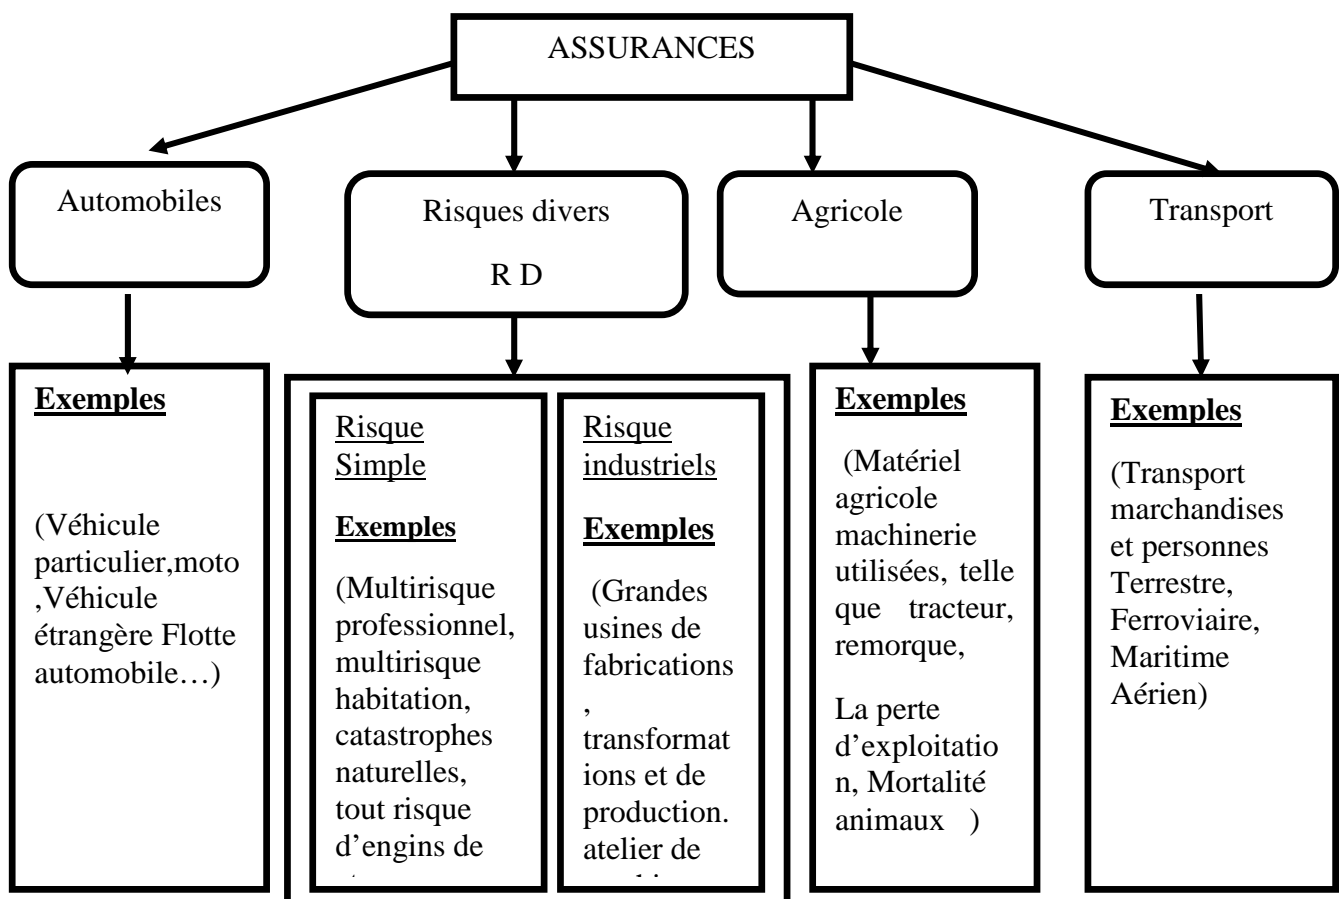 ASSURANCES
Automobiles
Risques divers
R D
Agricole
Transport
Exemples
(Véhicule
particulier,moto
,Véhicule
étrangère Flotte
automobile…)
Risque
Simple
Exemples
(Multirisque
professionnel,
multirisque
habitation,
catastrophes
naturelles,
tout risque
d’engins de
Risque
industriels
Exemples
(Grandes
usines de
fabrications
,
transformat
ions et de
production.
atelier de
Exemples
(Matériel
agricole
machinerie
utilisées, telle
que tracteur,
remorque,
La perte
d’exploitatio
n, Mortalité
animaux )
Exemples
(Transport
marchandises
et personnes
Terrestre,
Ferroviaire,
Maritime
Aérien)